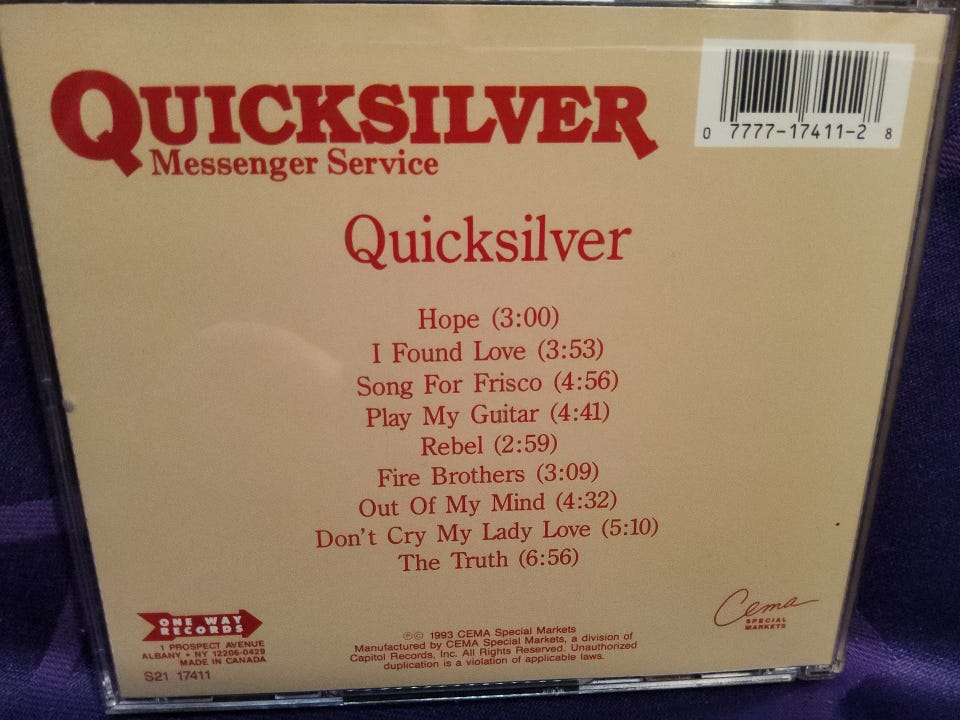 QUICKSILVER
Messenger Service
0 7777-17411-2 8
Quicksilver
Hope (3:00)
I Found Love (3:53)
Song For Frisco (4:56)
Play My Guitar (4:41)
Rebel (2:59)
Fire Brothers (3:09)
Out Of My Mind (4:32)
Don't Cry My Lady Love (5:10)
The Truth (6:56)
ONE WAY
RECORDS
1 PROSPECT AVENUE
ALBANY • NY 12206-0429
MADE IN CANADA
S21 17411
℗© 1993 CEMA Special Markets
Manufactured by CEMA Special Markets, a division of
Capitol Records, Inc. All Rights Reserved. Unauthorized
duplication is a violation of applicable laws.
Cema
SPECIAL
MARKETS